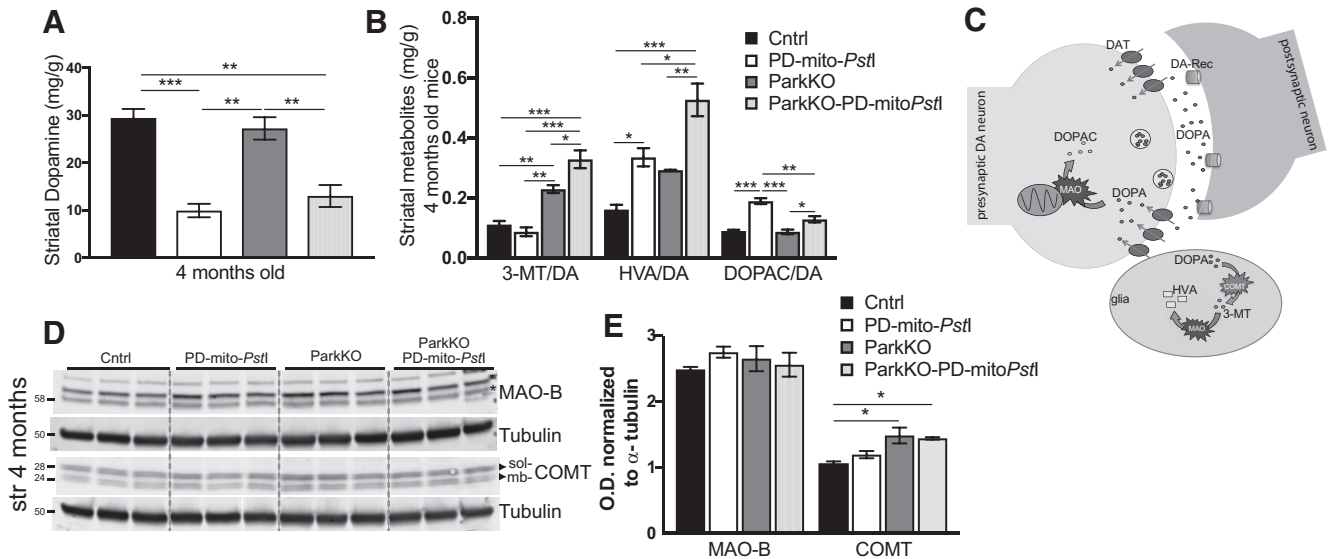 A
Striatal Dopamine (mg/g)
40
30
20
10
0
**
***
**
**
4 months old
B
Striatal metabolites (mg/g)
4 months old mice
0.8
0.6
0.4
0.2
0.0
Cntrl
PD-mito-PstI
ParkKO
ParkKO-PD-mitoPstI
***
***
*
**
**
***
*
**
*
**
*** ***
*
3-MT/DA
HVA/DA
DOPAC/DA
C
presynaptic DA neuron
postsynaptic neuron
DAT
DA-Rec
DOPAC
DOPA
MAO
DOPA
DOPA
glia
HVA
COMT
3-MT
MAO
D
str 4 months
Cntrl
PD-mito-PstI
ParkKO
ParkKO
PD-mito-PstI
58
*
MAO-B
50
Tubulin
28
24
sol-
mb-
COMT
50
Tubulin
E
O.D. normalized
to α- tubulin
3
2
1
0
Cntrl
PD-mito-PstI
ParkKO
ParkKO-PD-mitoPstI
*
*
MAO-B
COMT